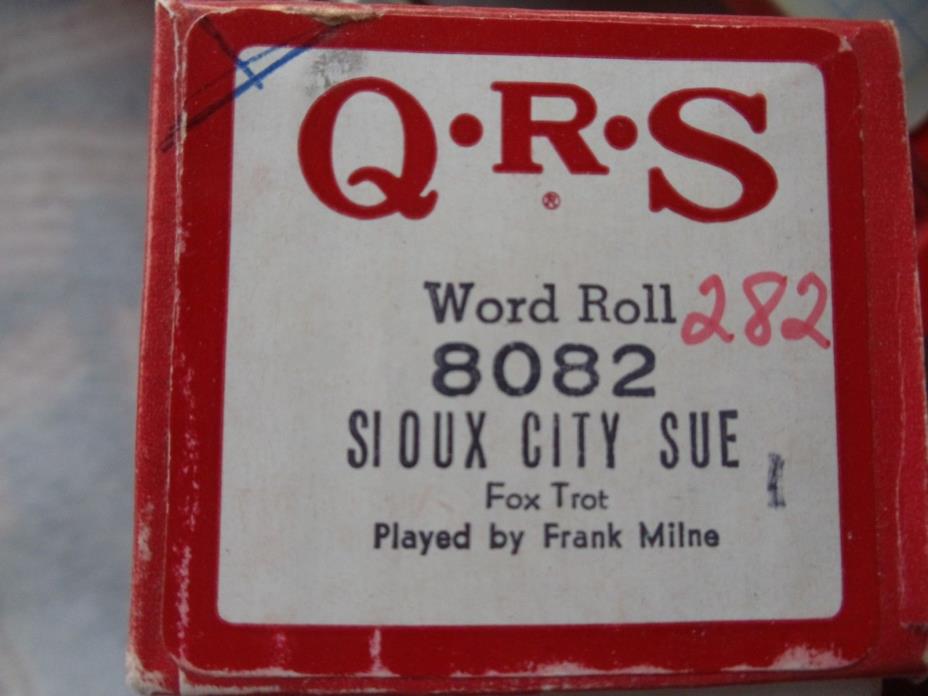 Q·R·S
®
Word Roll 282
8082
SIOUX CITY SUE
Fox Trot
Played by Frank Milne